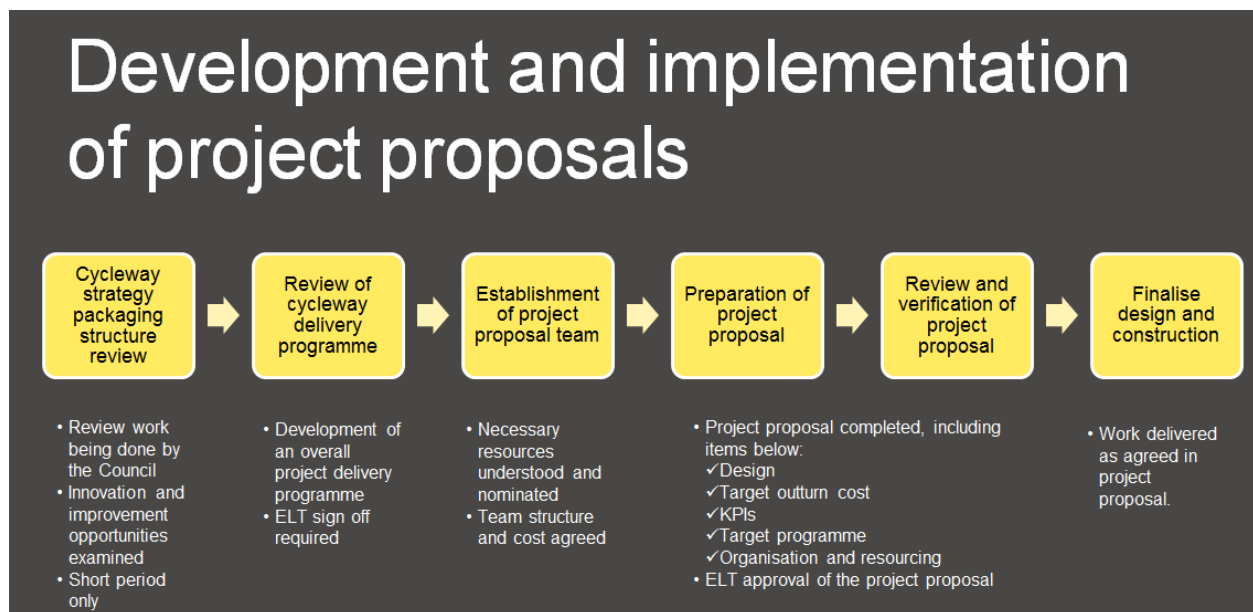 Development and implementation
of project proposals
Cycleway
strategy
packaging
structure
review
Review of
cycleway
delivery
programme
Establishment
of project
proposal team
Preparation of
project
proposal
Review and
verification of
project
proposal
Finalise
design and
construction
• Review work
being done by
the Council
• Innovation and
improvement
opportunities
examined
• Short period
only
• Development of
an overall
project delivery
programme
• ELT sign off
required
• Necessary
resources
understood and
nominated
• Team structure
and cost agreed
• Project proposal completed, including
items below:
✓Design
✓Target outturn cost
✓KPIs
✓Target programme
✓Organisation and resourcing
• ELT approval of the project proposal
• Work delivered
as agreed in
project
proposal.